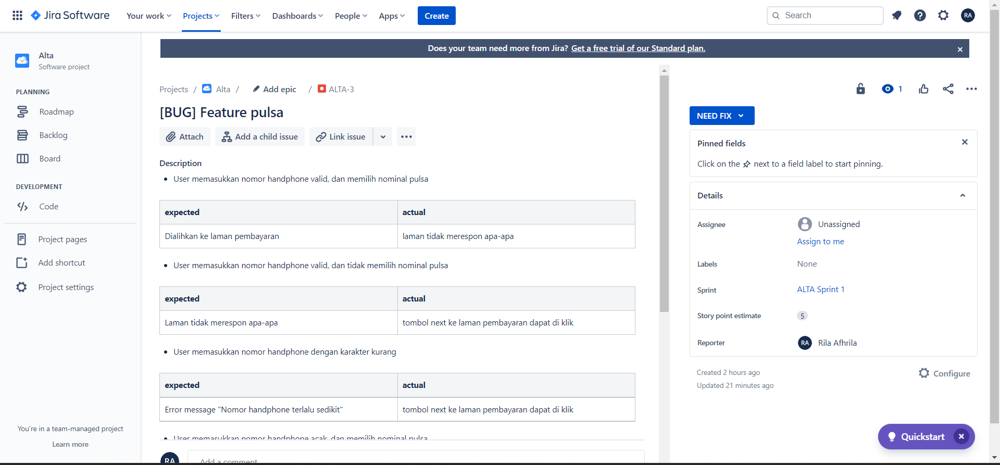 Jira Software
Your work
Projects
Filters
Dashboards
People
Apps
Create
Search
RA
Does your team need more from Jira? Get a free trial of our Standard plan.
Alta
Software project
PLANNING
Roadmap
Backlog
Board
DEVELOPMENT
Code
Project pages
Add shortcut
Project settings
You're in a team-managed project
Learn more
Projects / Alta / Add epic / ALTA-3
[BUG] Feature pulsa
Attach
Add a child issue
Link issue
Description
• User memasukkan nomor handphone valid, dan memilih nominal pulsa
expected actual
Dialihkan ke laman pembayaran laman tidak merespon apa-apa
• User memasukkan nomor handphone valid, dan tidak memilih nominal pulsa
expected actual
Laman tidak merespon apa-apa tombol next ke laman pembayaran dapat di klik
• User memasukkan nomor handphone dengan karakter kurang
expected actual
Error message "Nomor handphone terlalu sedikit" tombol next ke laman pembayaran dapat di klik
• User memasukkan nomor handphone acak, dan memilih nominal pulsa
RA
Add a comment
1
NEED FIX
Pinned fields
Click on the next to a field label to start pinning.
Details
Assignee Unassigned
Assign to me
Labels None
Sprint ALTA Sprint 1
Story point estimate 5
Reporter RA Rila Afhrila
Created 2 hours ago
Updated 21 minutes ago
Configure
Quickstart